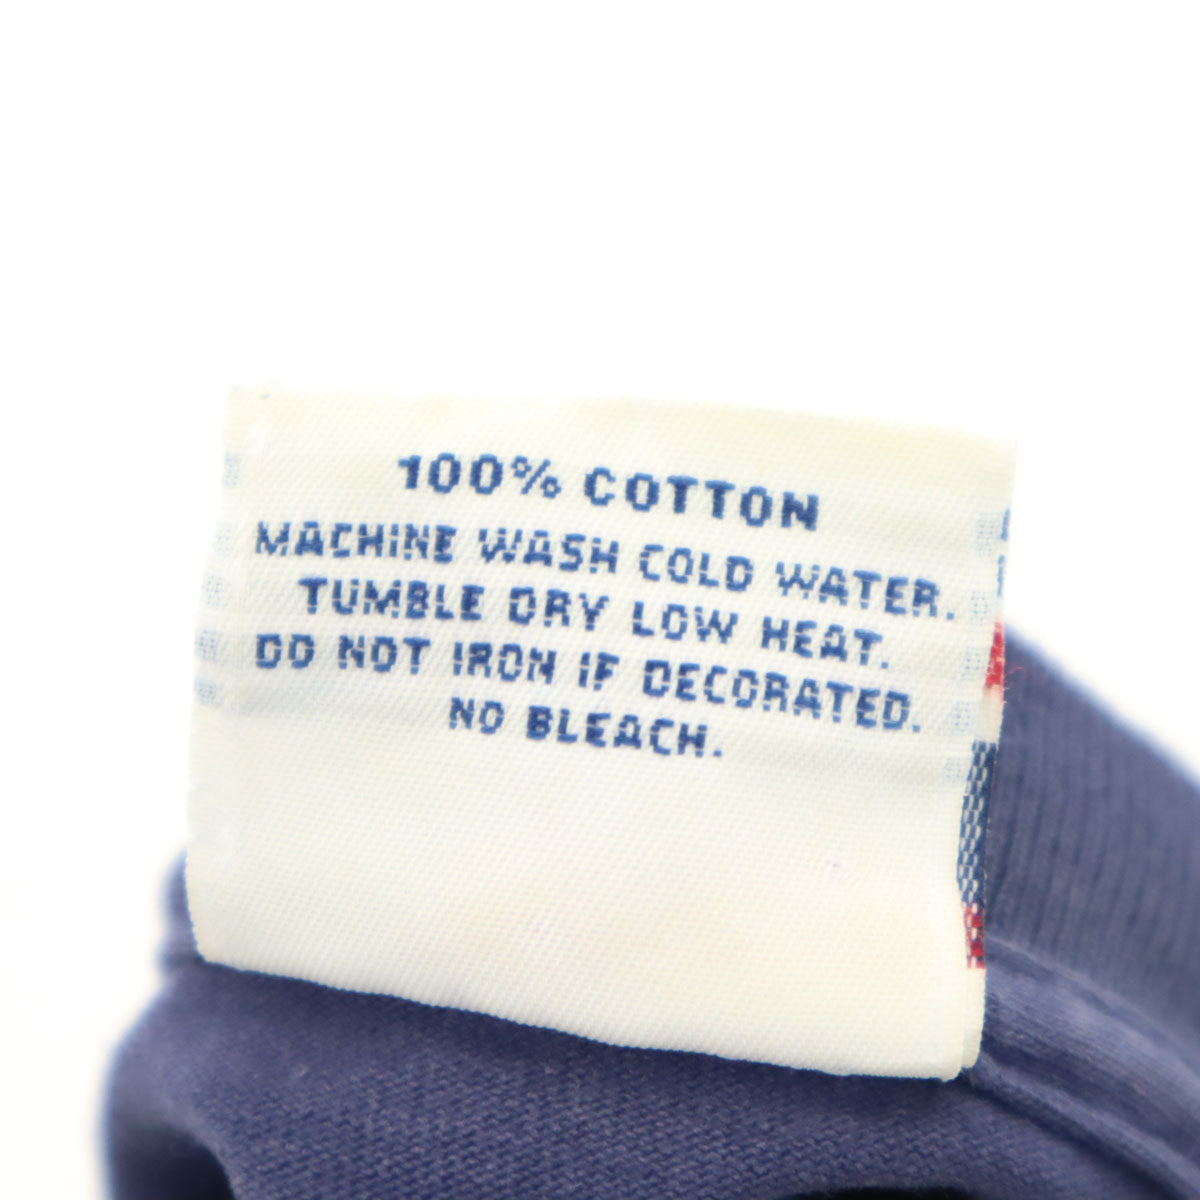 100% COTTON
MACHINE WASH COLD WATER.
TUMBLE DRY LOW HEAT.
DO NOT IRON IF DECORATED.
NO BLEACH.